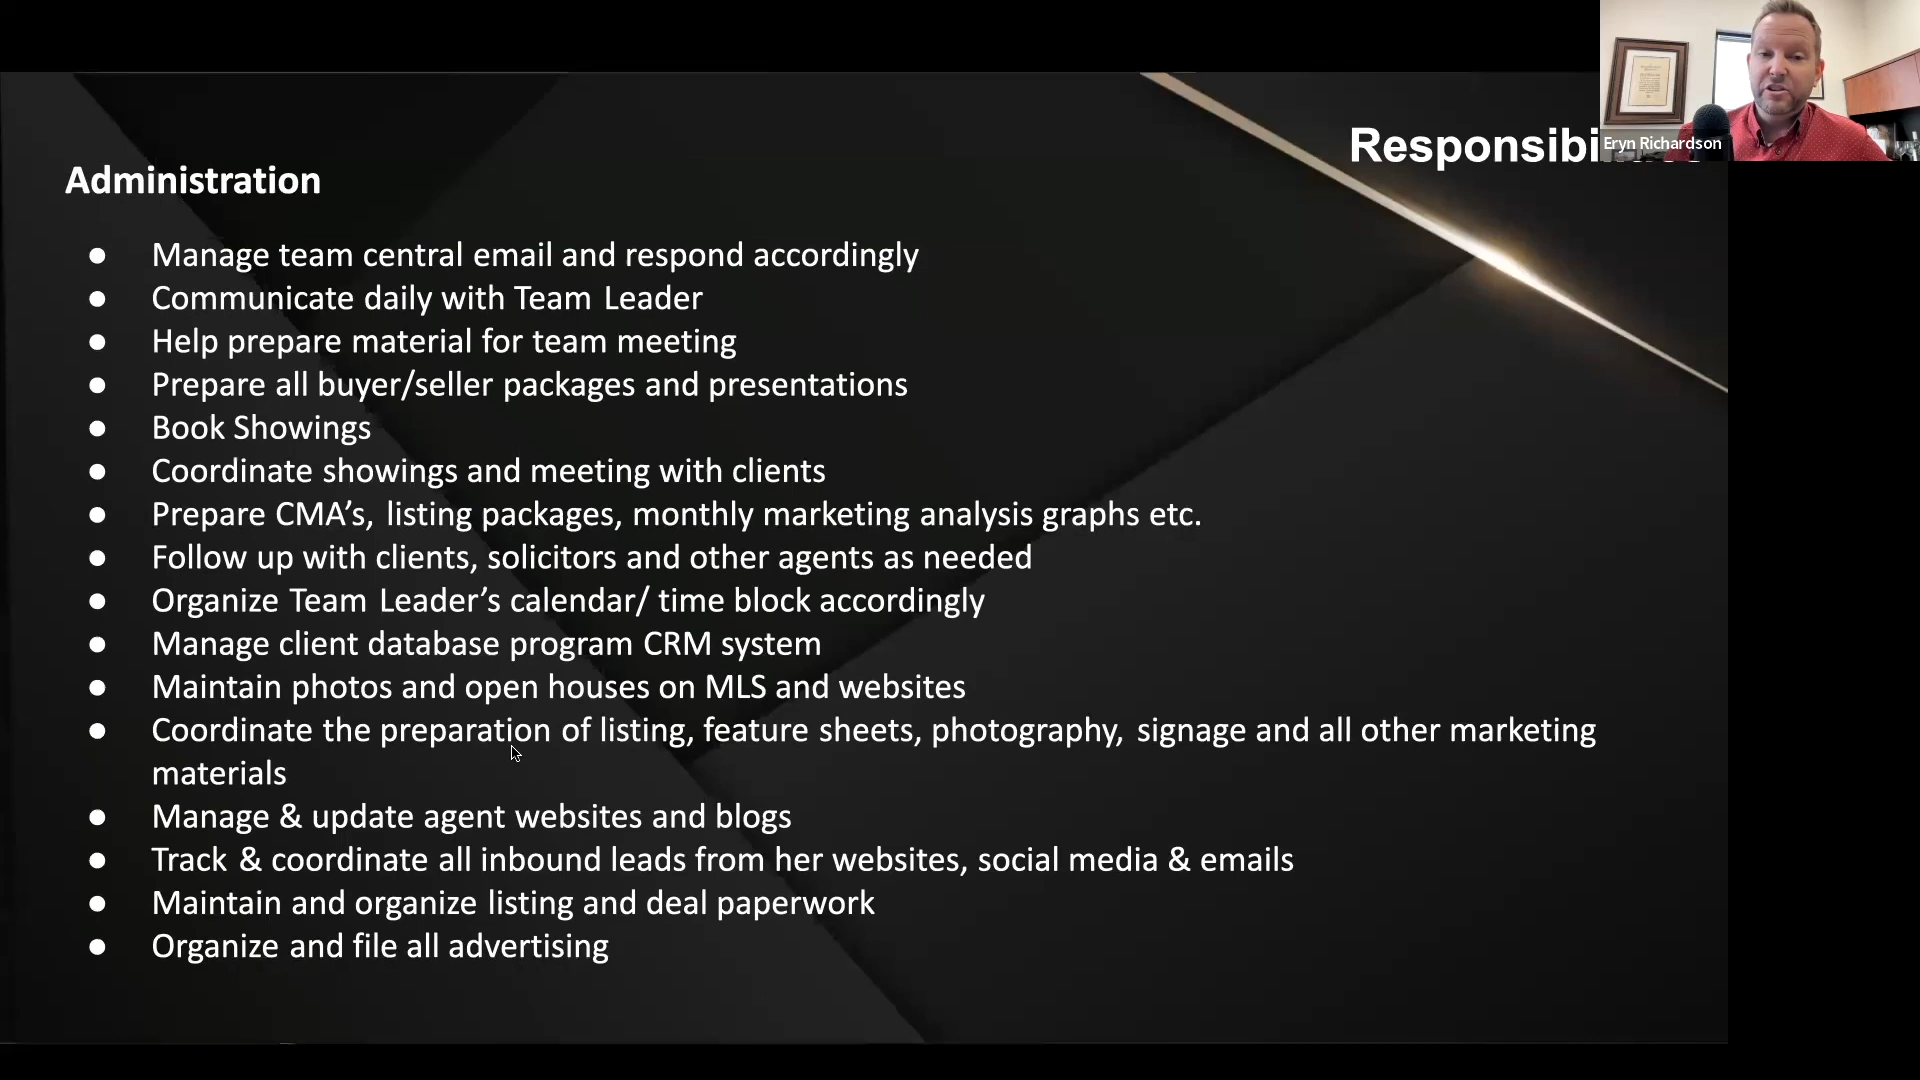 Responsibi
Eryn Richardson
Administration
● Manage team central email and respond accordingly
● Communicate daily with Team Leader
● Help prepare material for team meeting
● Prepare all buyer/seller packages and presentations
● Book Showings
● Coordinate showings and meeting with clients
● Prepare CMA’s, listing packages, monthly marketing analysis graphs etc.
● Follow up with clients, solicitors and other agents as needed
● Organize Team Leader’s calendar/ time block accordingly
● Manage client database program CRM system
● Maintain photos and open houses on MLS and websites
● Coordinate the preparation of listing, feature sheets, photography, signage and all other marketing
materials
● Manage & update agent websites and blogs
● Track & coordinate all inbound leads from her websites, social media & emails
● Maintain and organize listing and deal paperwork
● Organize and file all advertising